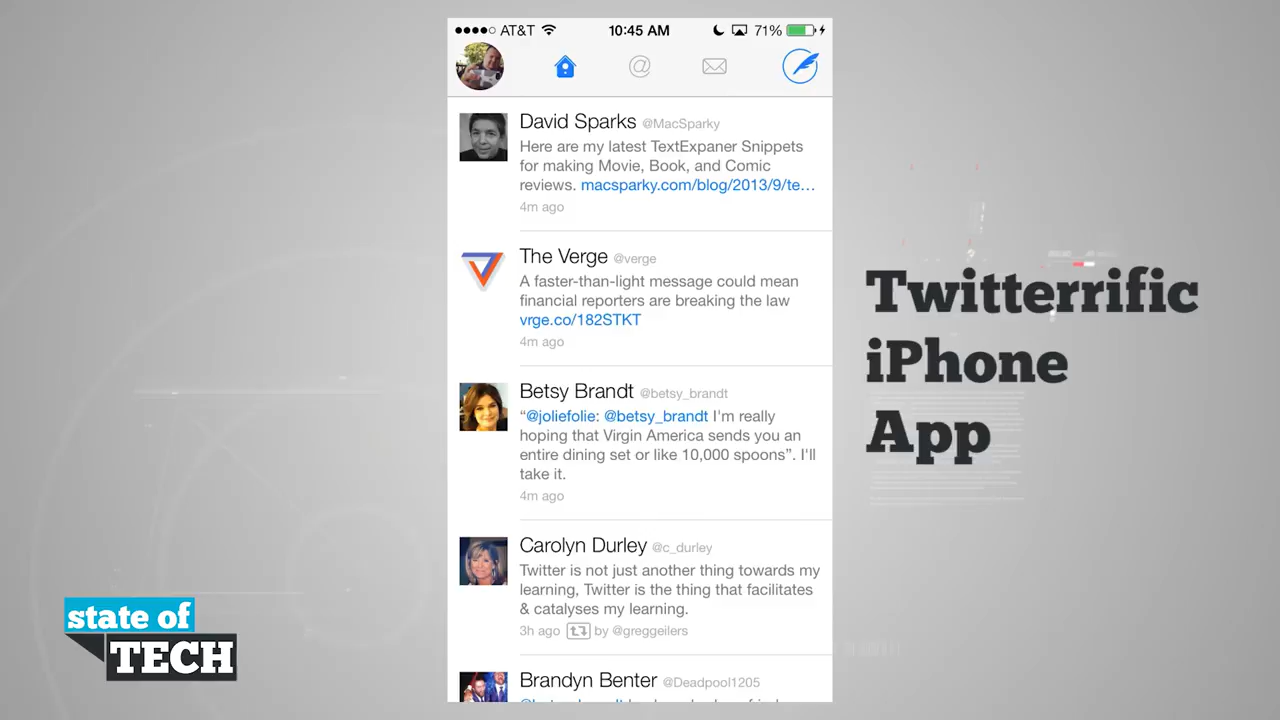 AT&T 10:45 AM 71%
@
David Sparks @MacSparky
Here are my latest TextExpaner Snippets
for making Movie, Book, and Comic
reviews. macsparky.com/blog/2013/9/te…
4m ago
The Verge @verge
A faster-than-light message could mean
financial reporters are breaking the law
vrge.co/182STKT
4m ago
Betsy Brandt @betsy_brandt
“@joliefolie: @betsy_brandt I'm really
hoping that Virgin America sends you an
entire dining set or like 10,000 spoons”. I'll
take it.
4m ago
Carolyn Durley @c_durley
Twitter is not just another thing towards my
learning, Twitter is the thing that facilitates
& catalyses my learning.
3h ago by @greggeilers
Brandyn Benter @Deadpool1205
Twitterrific
iPhone
App
state of
TECH